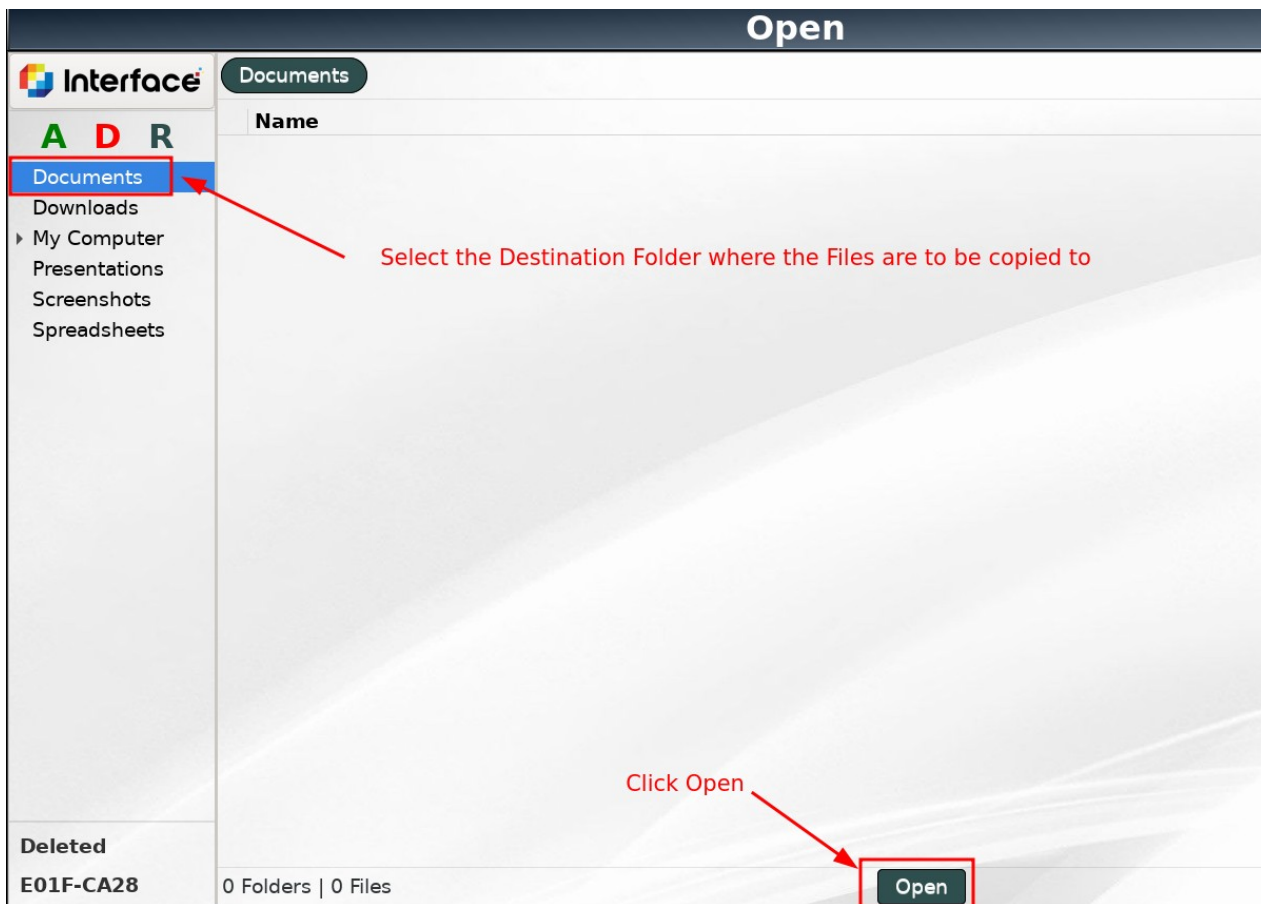 Open
Interface
Documents
Name
A D R
Documents
Downloads
My Computer
Presentations
Screenshots
Spreadsheets
Select the Destination Folder where the Files are to be copied to
Click Open
Deleted
E01F-CA28
0 Folders | 0 Files
Open